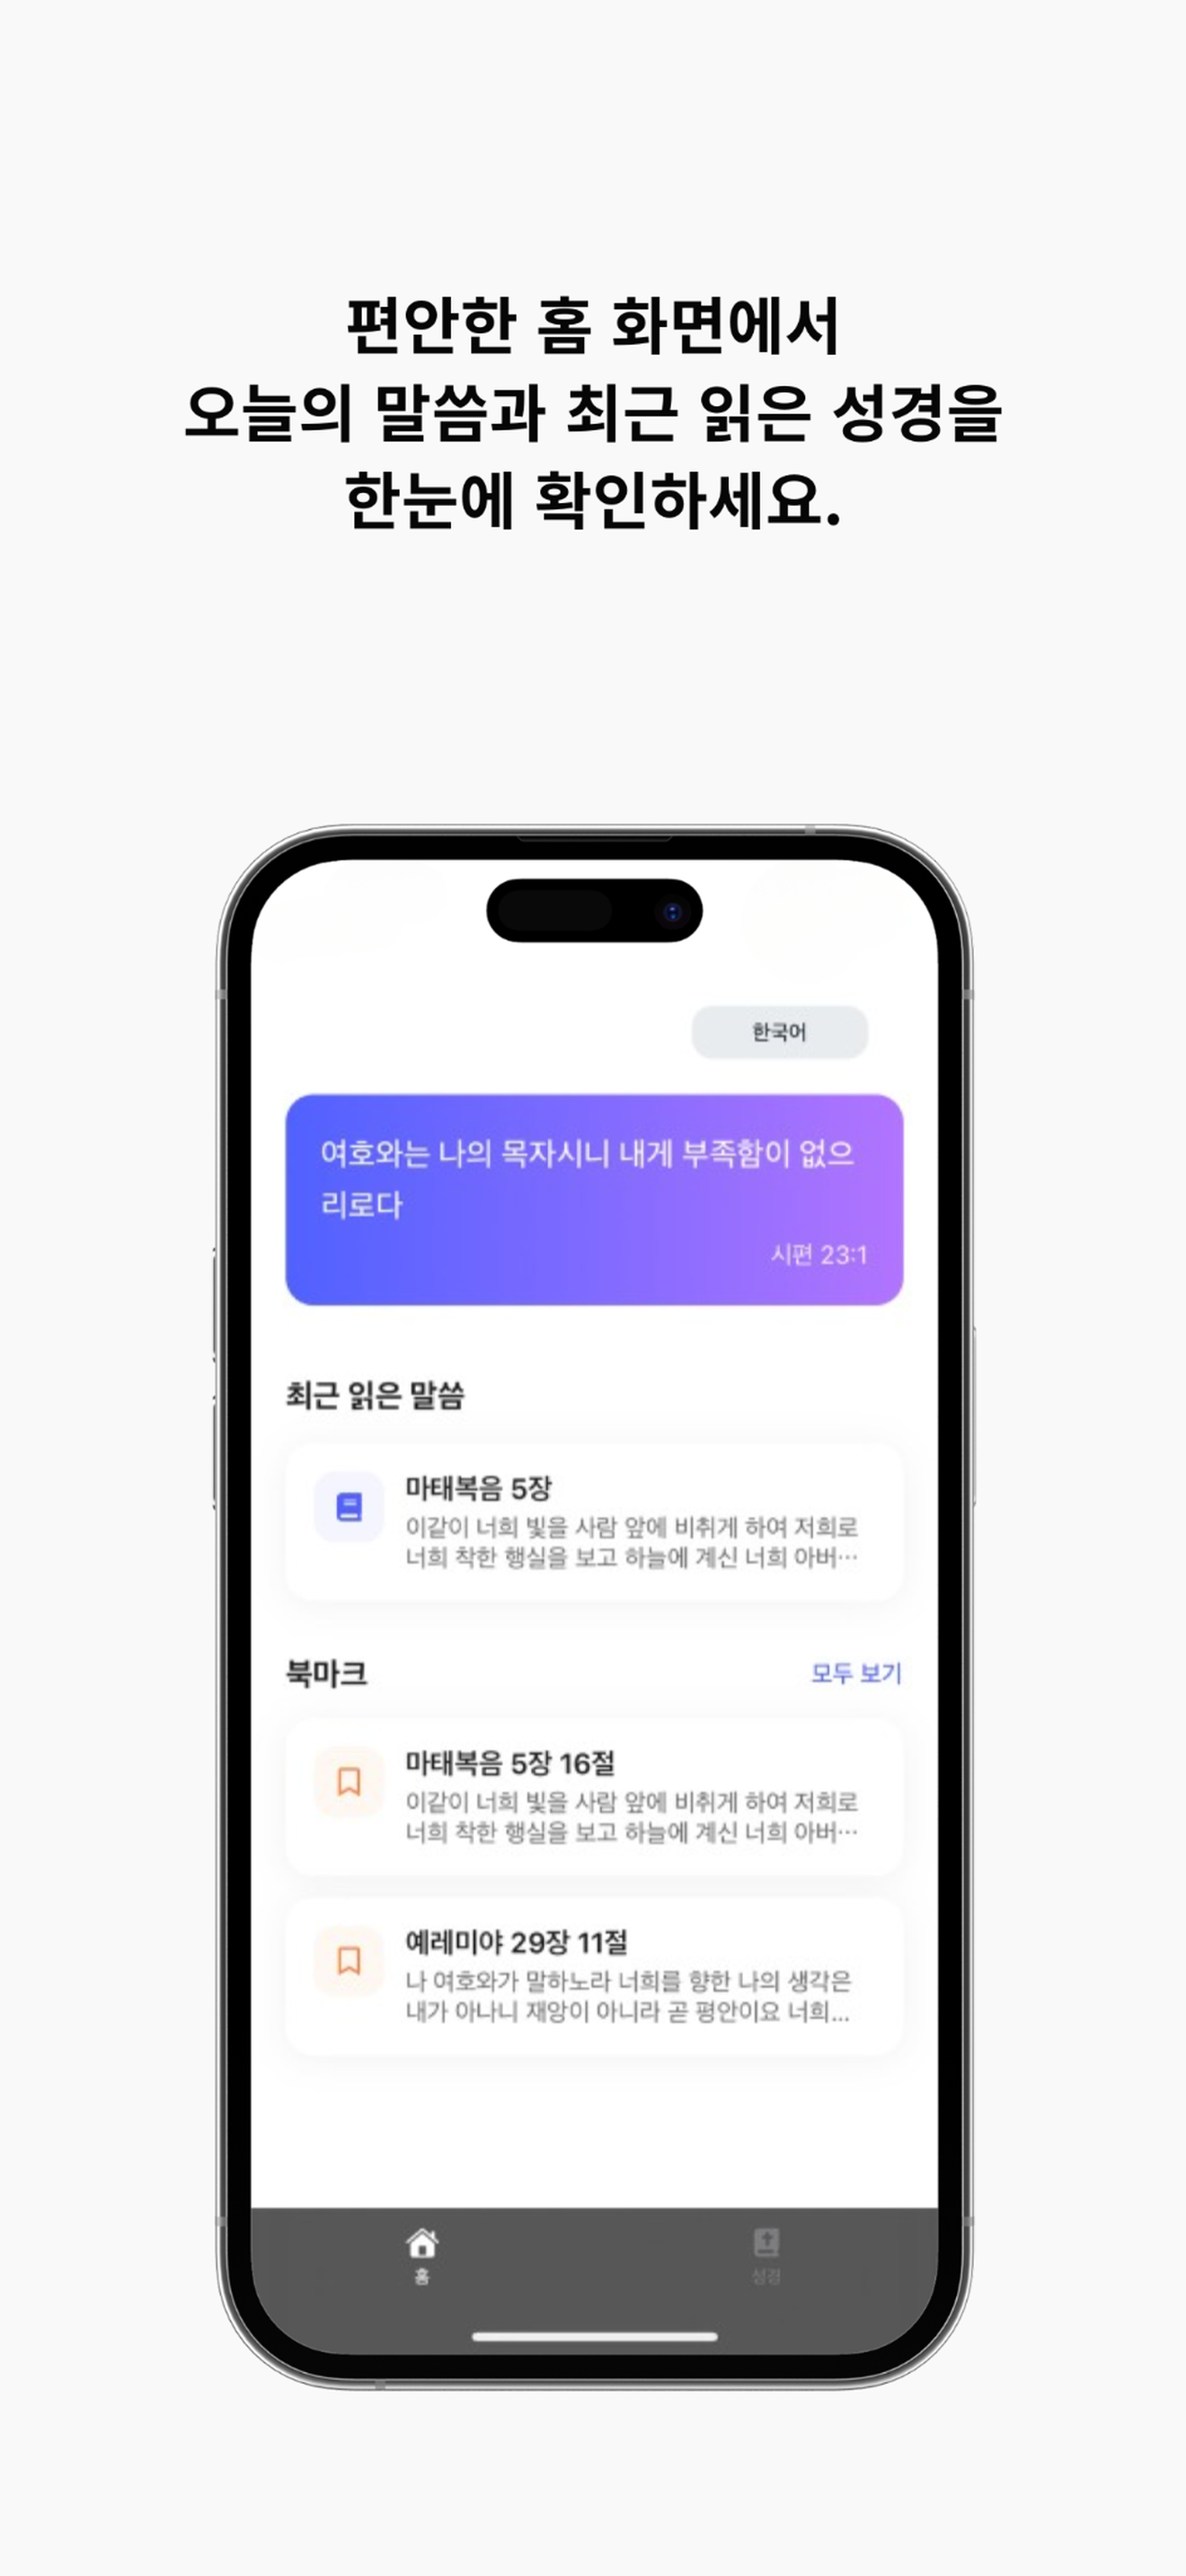 편안한 홈 화면에서
오늘의 말씀과 최근 읽은 성경을
한눈에 확인하세요.
한국어
여호와는 나의 목자시니 내게 부족함이 없으
리로다
시편 23:1
최근 읽은 말씀
마태복음 5장
이같이 너희 빛을 사람 앞에 비취게 하여 저희로
너희 착한 행실을 보고 하늘에 계신 너희 아버…
북마크
모두 보기
마태복음 5장 16절
이같이 너희 빛을 사람 앞에 비취게 하여 저희로
너희 착한 행실을 보고 하늘에 계신 너희 아버…
예레미야 29장 11절
나 여호와가 말하노라 너희를 향한 나의 생각은
내가 아나니 재앙이 아니라 곧 평안이요 너희...
홈
성경